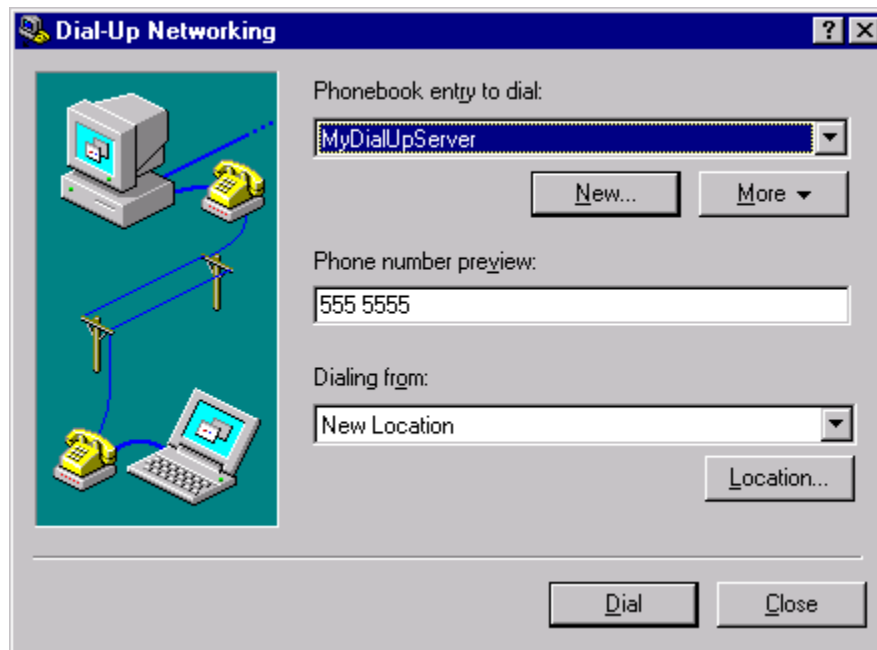 Dial-Up Networking
Phonebook entry to dial:
MyDialUpServer
New...
More
Phone number preview:
555 5555
Dialing from:
New Location
Location...
Dial
Close